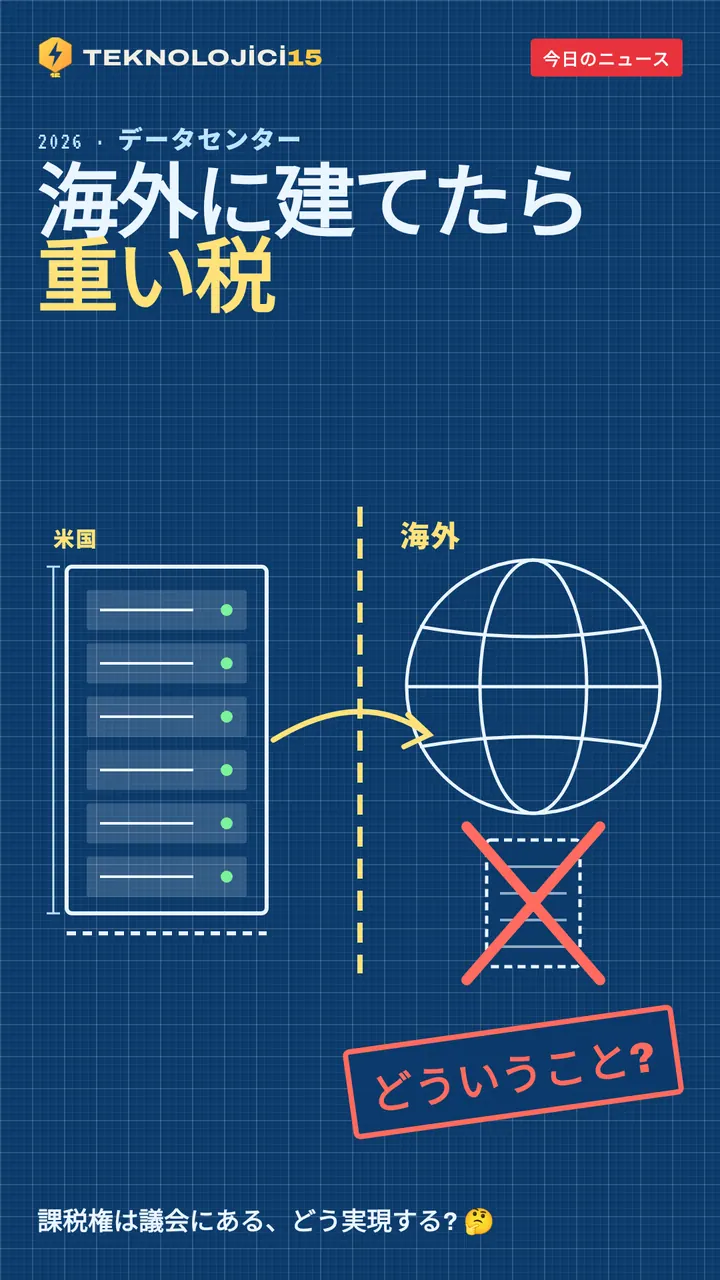 TEKNOLOJİCİ15
今日のニュース
2026 · データセンター
海外に建てたら
重い税
米国
海外
どういうこと?
課税権は議会にある、どう実現する? 🤔